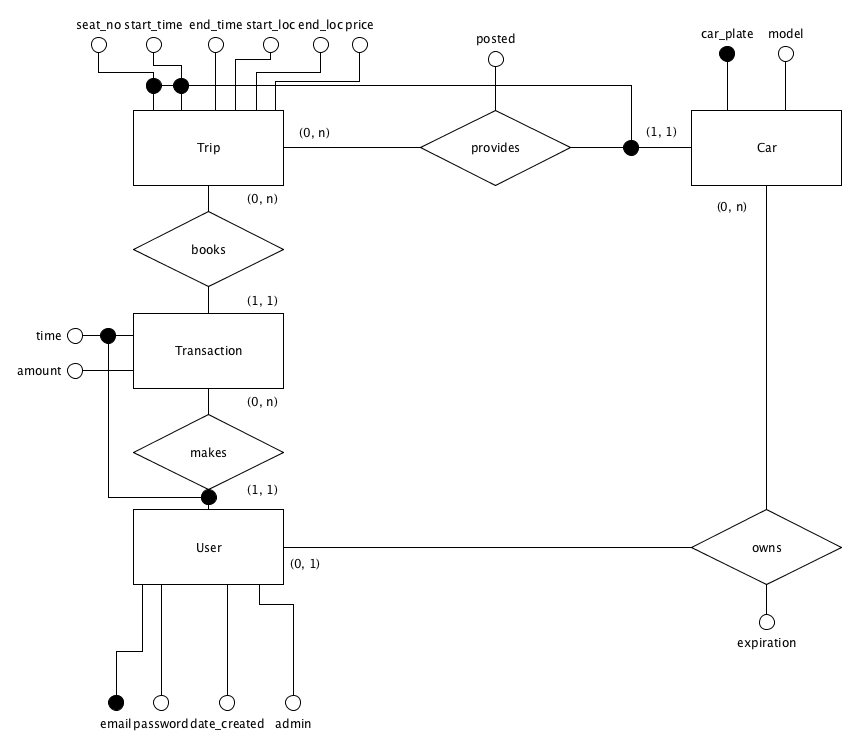 seat_no start_time end_time start_loc end_loc price
posted
car_plate model
Trip
(0, n)
provides
(1, 1)
Car
(0, n)
(0, n)
books
(1, 1)
time
Transaction
amount
(0, n)
makes
(1, 1)
User
(0, 1)
owns
expiration
email password date_created admin